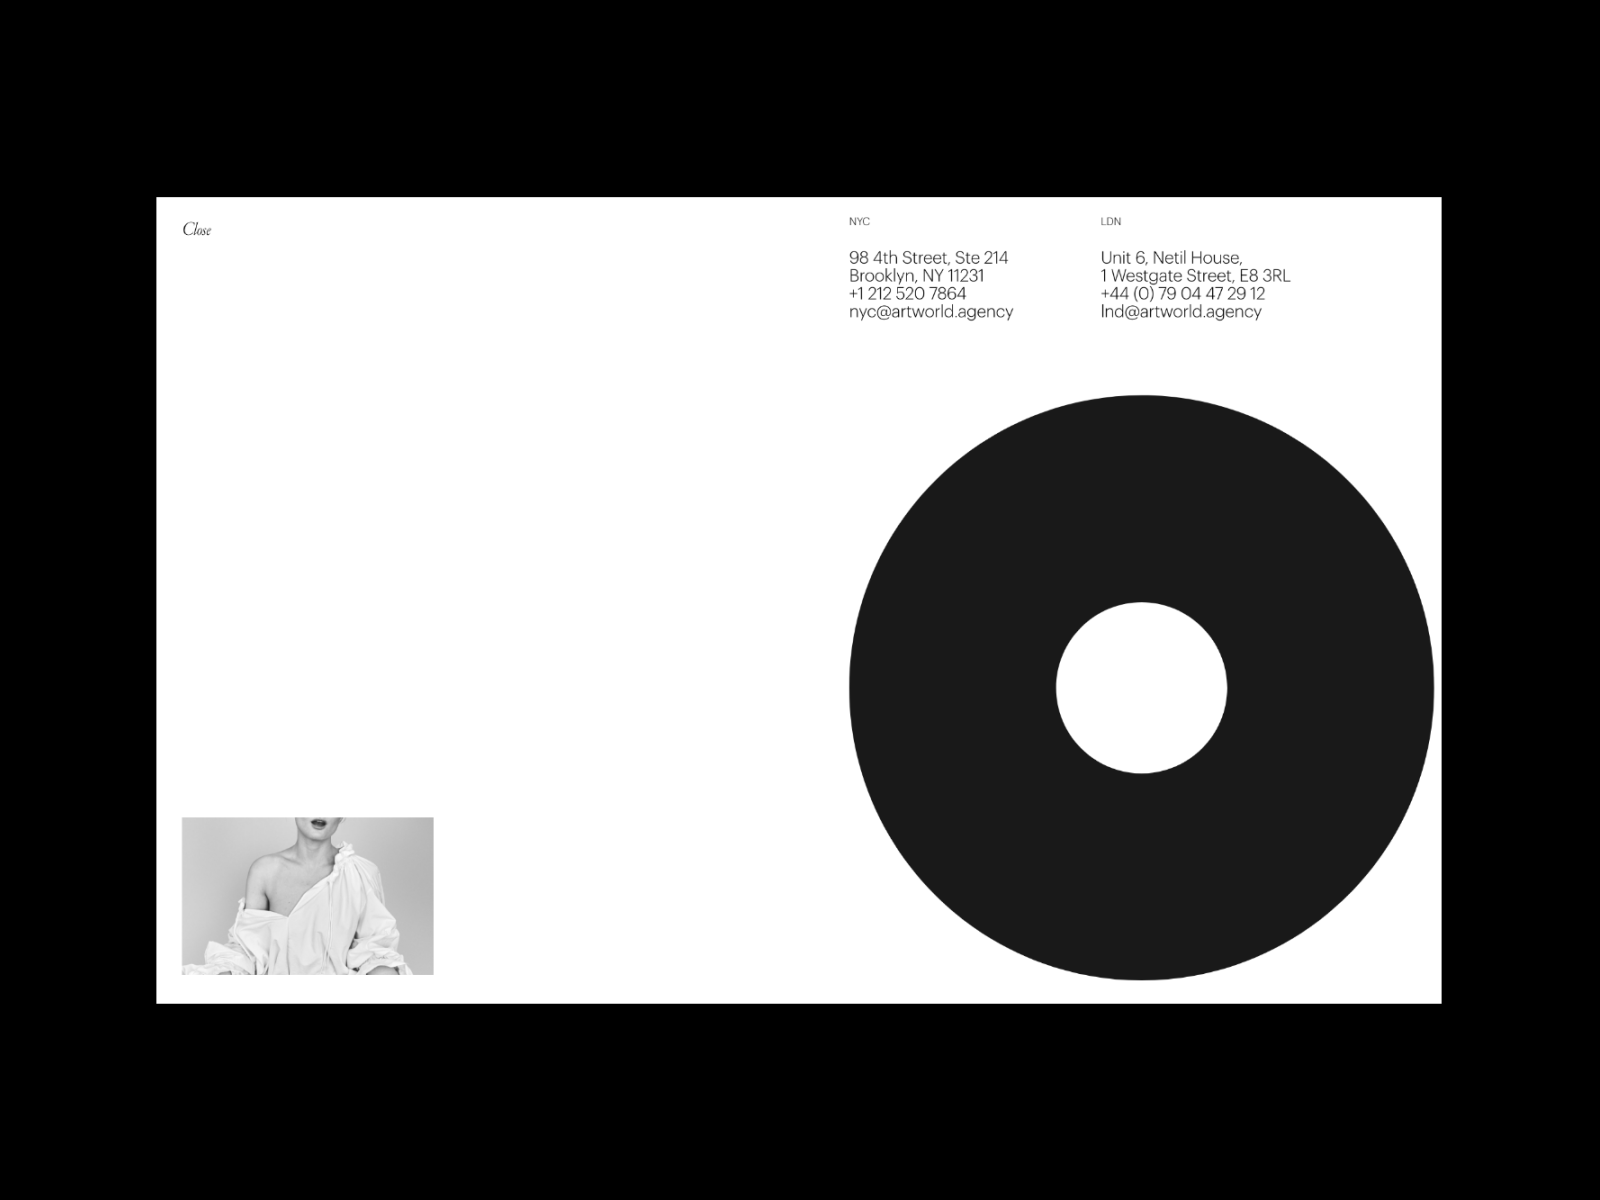 Close
NYC
98 4th Street, Ste 214
Brooklyn, NY 11231
+1 212 520 7864
nyc@artworld.agency
LDN
Unit 6, Netil House,
1 Westgate Street, E8 3RL
+44 (0) 79 04 47 29 12
lnd@artworld.agency